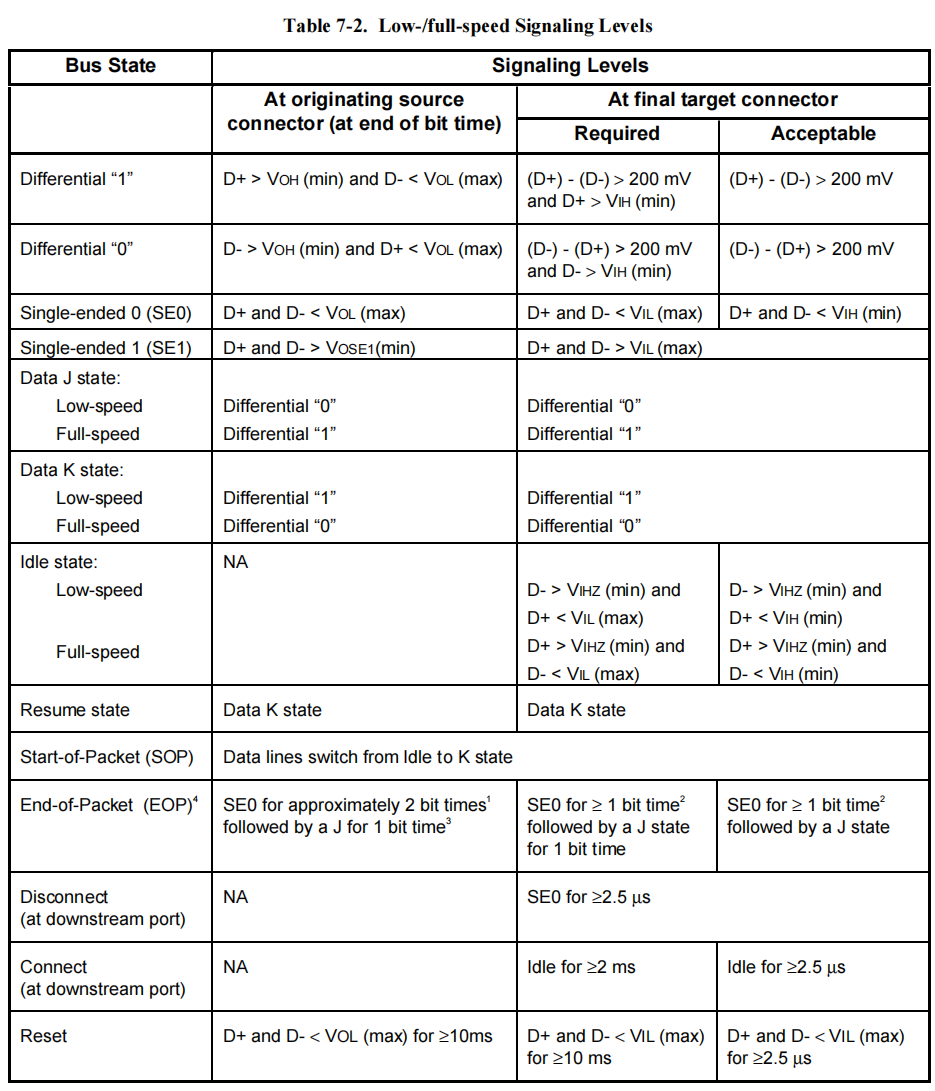 Table 7-2. Low-/full-speed Signaling Levels
Bus State
Signaling Levels
At originating source
connector (at end of bit time)
At final target connector
Required
Acceptable
Differential “1”
D+ > VOH (min) and D- < VOL (max)
(D+) - (D-) > 200 mV
and D+ > VIH (min)
(D+) - (D-) > 200 mV
Differential “0”
D- > VOH (min) and D+ < VOL (max)
(D-) - (D+) > 200 mV
and D- > VIH (min)
(D-) - (D+) > 200 mV
Single-ended 0 (SE0)
D+ and D- < VOL (max)
D+ and D- < VIL (max)
D+ and D- < VIH (min)
Single-ended 1 (SE1)
D+ and D- > VOSE1(min)
D+ and D- > VIL (max)
Data J state:
Low-speed
Differential “0”
Differential “0”
Full-speed
Differential “1”
Differential “1”
Data K state:
Low-speed
Differential “1”
Differential “1”
Full-speed
Differential “0”
Differential “0”
Idle state:
NA
Low-speed
D- > VIHZ (min) and
D+ < VIL (max)
D- > VIHZ (min) and
D+ < VIH (min)
Full-speed
D+ > VIHZ (min) and
D- < VIL (max)
D+ > VIHZ (min) and
D- < VIH (min)
Resume state
Data K state
Data K state
Start-of-Packet (SOP)
Data lines switch from Idle to K state
End-of-Packet (EOP)⁴
SE0 for approximately 2 bit times¹
followed by a J for 1 bit time³
SE0 for ≥ 1 bit time²
followed by a J state
for 1 bit time
SE0 for ≥ 1 bit time²
followed by a J state
Disconnect
(at downstream port)
NA
SE0 for ≥2.5 µs
Connect
(at downstream port)
NA
Idle for ≥2 ms
Idle for ≥2.5 µs
Reset
D+ and D- < VOL (max) for ≥10ms
D+ and D- < VIL (max)
for ≥10 ms
D+ and D- < VIL (max)
for ≥2.5 µs